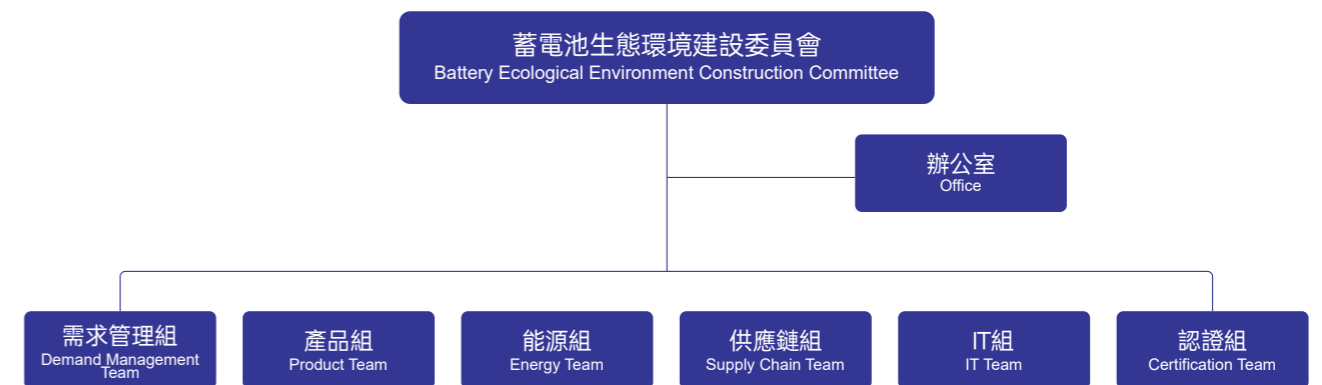 蓄電池生態環境建設委員會
Battery Ecological Environment Construction Committee
辦公室
Office
需求管理組
Demand Management
Team
產品組
Product Team
能源組
Energy Team
供應鏈組
Supply Chain Team
IT組
IT Team
認證組
Certification Team